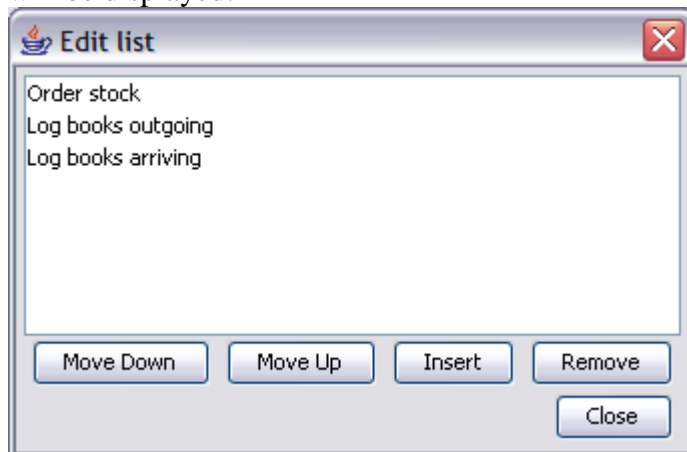 Edit list
Order stock
Log books outgoing
Log books arriving
Move Down Move Up Insert Remove
Close